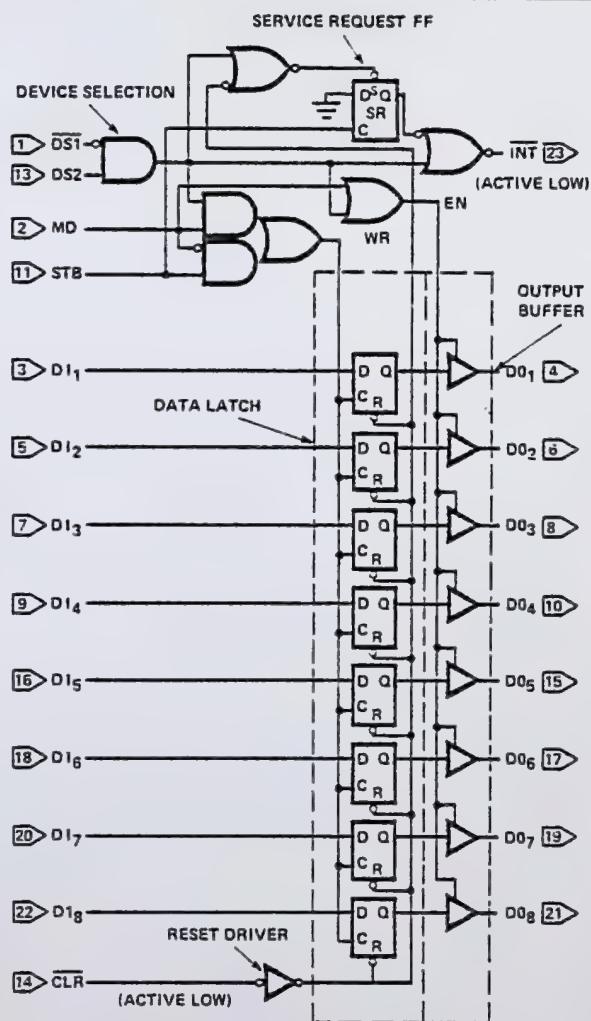 SERVICE REQUEST FF
DEVICE SELECTION
D S Q
SR
C
1 DS1
13 DS2
INT 23
(ACTIVE LOW)
2 MD
EN
WR
11 STB
OUTPUT
BUFFER
3 DI1 D Q DO1 4
C R
DATA LATCH
5 DI2 D Q DO2 6
C R
7 DI3 D Q DO3 8
C R
9 DI4 D Q DO4 10
C R
16 DI5 D Q DO5 15
C R
18 DI6 D Q DO6 17
C R
20 DI7 D Q DO7 19
C R
22 DI8 D Q DO8 21
C R
RESET DRIVER
14 CLR
(ACTIVE LOW)